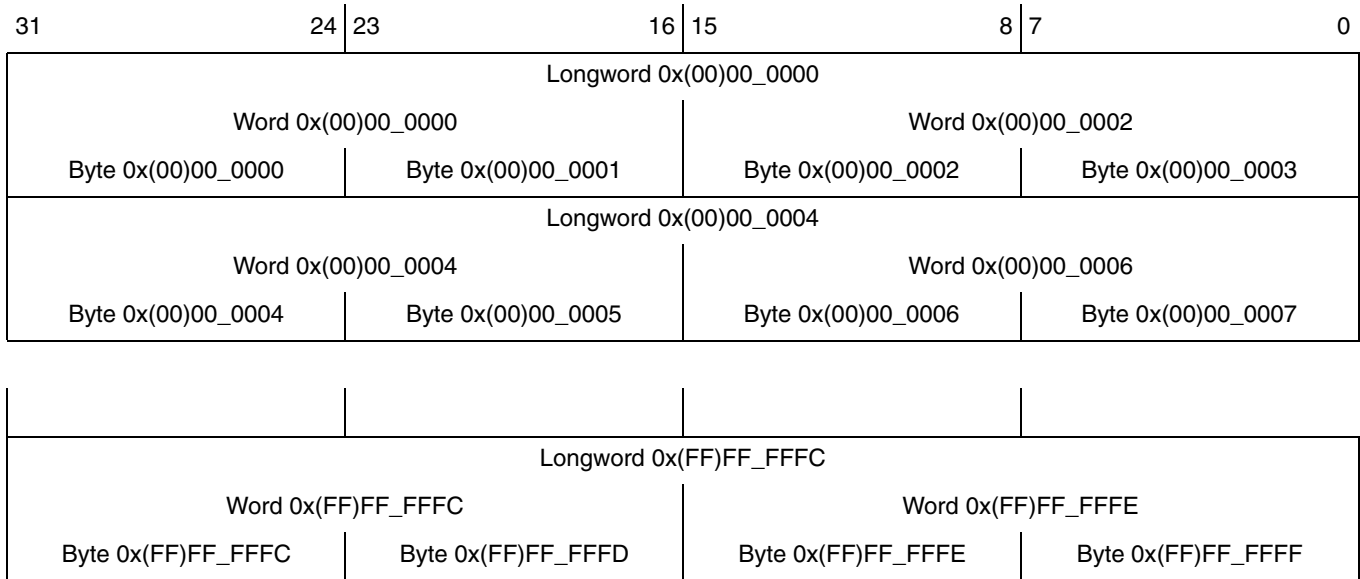 31 24 23 16 15 8 7 0
Longword 0x(00)00_0000
Word 0x(00)00_0000 Word 0x(00)00_0002
Byte 0x(00)00_0000 Byte 0x(00)00_0001 Byte 0x(00)00_0002 Byte 0x(00)00_0003
Longword 0x(00)00_0004
Word 0x(00)00_0004 Word 0x(00)00_0006
Byte 0x(00)00_0004 Byte 0x(00)00_0005 Byte 0x(00)00_0006 Byte 0x(00)00_0007
Longword 0x(FF)FF_FFFC
Word 0x(FF)FF_FFFC Word 0x(FF)FF_FFFE
Byte 0x(FF)FF_FFFC Byte 0x(FF)FF_FFFD Byte 0x(FF)FF_FFFE Byte 0x(FF)FF_FFFF